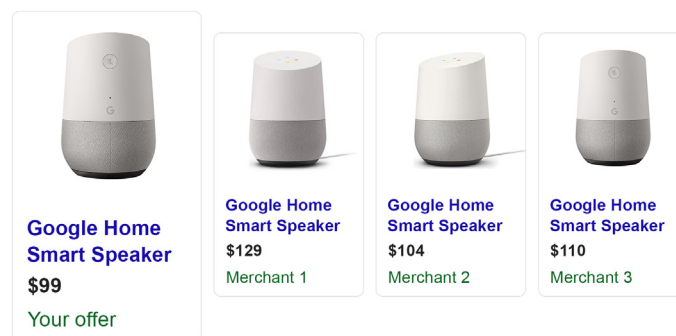 Google Home
Smart Speaker
$99
Your offer
Google Home
Smart Speaker
$129
Merchant 1
Google Home
Smart Speaker
$104
Merchant 2
Google Home
Smart Speaker
$110
Merchant 3